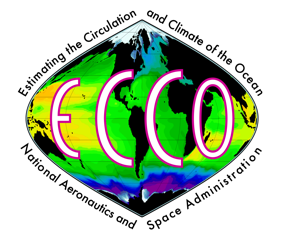 Estimating the Circulation and Climate of the Ocean
ECCO
National Aeronautics and Space Administration